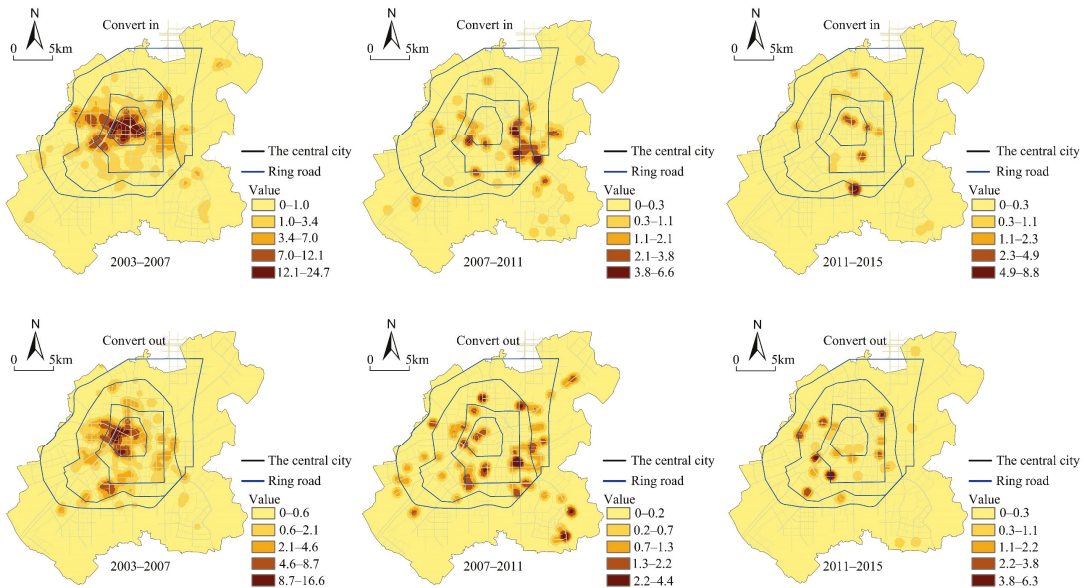 Convert in
N
0 5km
The central city
Ring road
Value
0–1.0
1.0–3.4
3.4–7.0
7.0–12.1
12.1–24.7
2003–2007
Convert in
N
0 5km
The central city
Ring road
Value
0–0.3
0.3–1.1
1.1–2.1
2.1–3.8
3.8–6.6
2007–2011
Convert in
N
0 5km
The central city
Ring road
Value
0–0.3
0.3–1.1
1.1–2.3
2.3–4.9
4.9–8.8
2011–2015
Convert out
N
0 5km
The central city
Ring road
Value
0–0.6
0.6–2.1
2.1–4.6
4.6–8.7
8.7–16.6
2003–2007
Convert out
N
0 5km
The central city
Ring road
Value
0–0.2
0.2–0.7
0.7–1.3
1.3–2.2
2.2–4.4
2007–2011
Convert out
N
0 5km
The central city
Ring road
Value
0–0.3
0.3–1.1
1.1–2.2
2.2–3.8
3.8–6.3
2011–2015